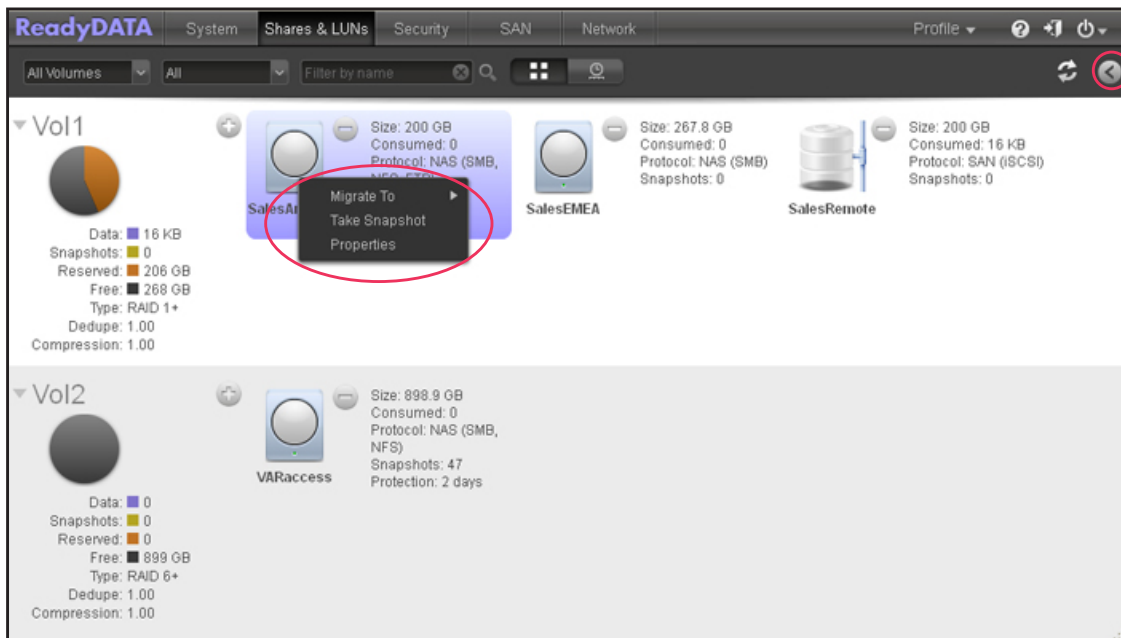 ReadyDATA
System
Shares & LUNs
Security
SAN
Network
Profile
All Volumes
All
Filter by name
Vol1
Data: 16 KB
Snapshots: 0
Reserved: 206 GB
Free: 268 GB
Type: RAID 1+
Dedupe: 1.00
Compression: 1.00
Size: 200 GB
Consumed: 0
Protocol: NAS (SMB,
Migrate To
Take Snapshot
Properties
Size: 267.8 GB
Consumed: 0
Protocol: NAS (SMB)
Snapshots: 0
SalesEMEA
Size: 200 GB
Consumed: 16 KB
Protocol: SAN (iSCSI)
Snapshots: 0
SalesRemote
Vol2
Data: 0
Snapshots: 0
Reserved: 0
Free: 899 GB
Type: RAID 6+
Dedupe: 1.00
Compression: 1.00
Size: 898.9 GB
Consumed: 0
Protocol: NAS (SMB,
NFS)
Snapshots: 47
Protection: 2 days
VARaccess